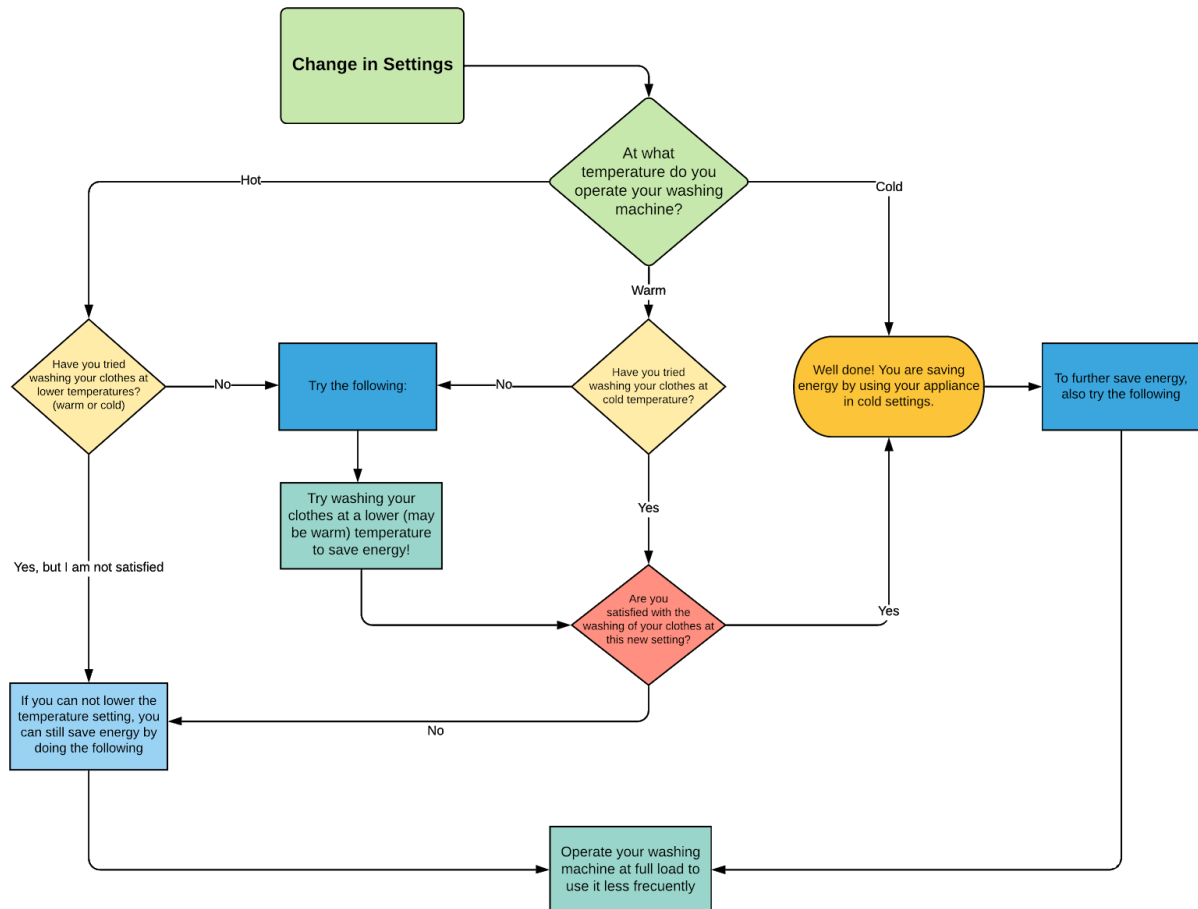 Change in Settings
At what
temperature do you
operate your washing
machine?
Hot
Cold
Warm
Have you tried
washing your clothes at
lower temperatures?
(warm or cold)
No
Try the following:
No
Have you tried
washing your clothes at
cold temperature?
Well done! You are saving
energy by using your appliance
in cold settings.
To further save energy,
also try the following
Try washing your
clothes at a lower (may
be warm) temperature
to save energy!
Yes
Yes, but I am not satisfied
Are you
satisfied with the
washing of your clothes at
this new setting?
Yes
If you can not lower the
temperature setting, you
can still save energy by
doing the following
No
Operate your washing
machine at full load to
use it less frecuently